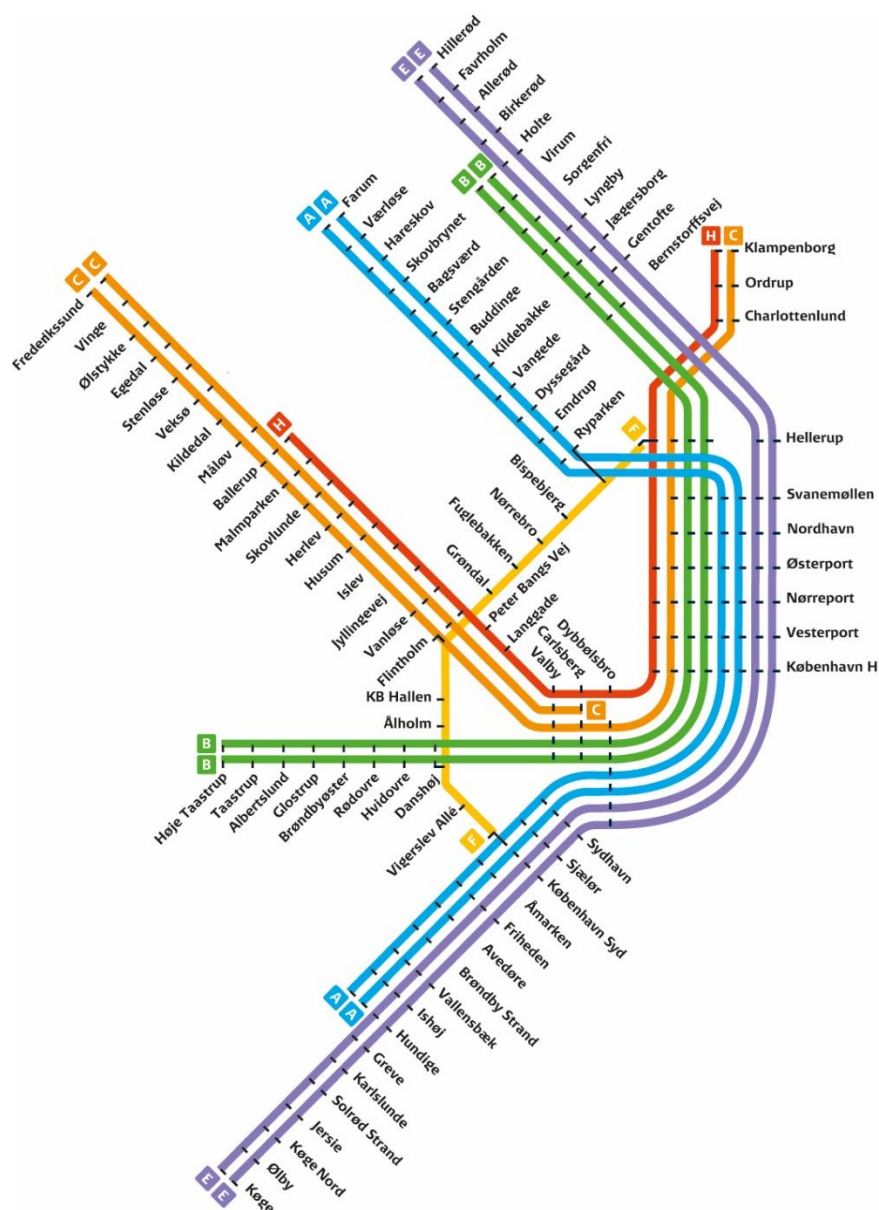 E
E
Hillerød
Favrholm
Allerød
Birkerød
Holte
Virum
Sorgenfri
Lyngby
Jægersborg
Gentofte
Bernstorffsvej
B
B
A
A
Farum
Værløse
Hareskov
Skovbrynet
Bagsværd
Stengården
Buddinge
Kildebakke
Vangede
Dyssegård
Emdrup
Ryparken
H
C
Klampenborg
Ordrup
Charlottenlund
C
C
Frederikssund
Vinge
Ølstykke
Egedal
Stenløse
Veksø
Kildedal
Måløv
Ballerup
Malmparken
Skovlunde
Herlev
Husum
Islev
Jyllingevej
Vanløse
Flintholm
H
F
Bispebjerg
Nørrebro
Fuglebakken
Grøndal
Peter Bangs Vej
Langgade
Valby
Carlsberg
Dybbølsbro
Hellerup
Svanemøllen
Nordhavn
Østerport
Nørreport
Vesterport
København H
KB Hallen
Ålholm
C
B
B
Høje Taastrup
Taastrup
Albertslund
Glostrup
Brøndbyøster
Rødovre
Hvidovre
Danshøj
Vigerslev Allé
F
Sydhavn
Sjælør
København Syd
Åmarken
Friheden
Avedøre
Brøndby Strand
Vallensbæk
Ishøj
Hundige
Greve
Karlslunde
Solrød Strand
Jersie
Køge Nord
Ølby
Køge
A
A
E
E